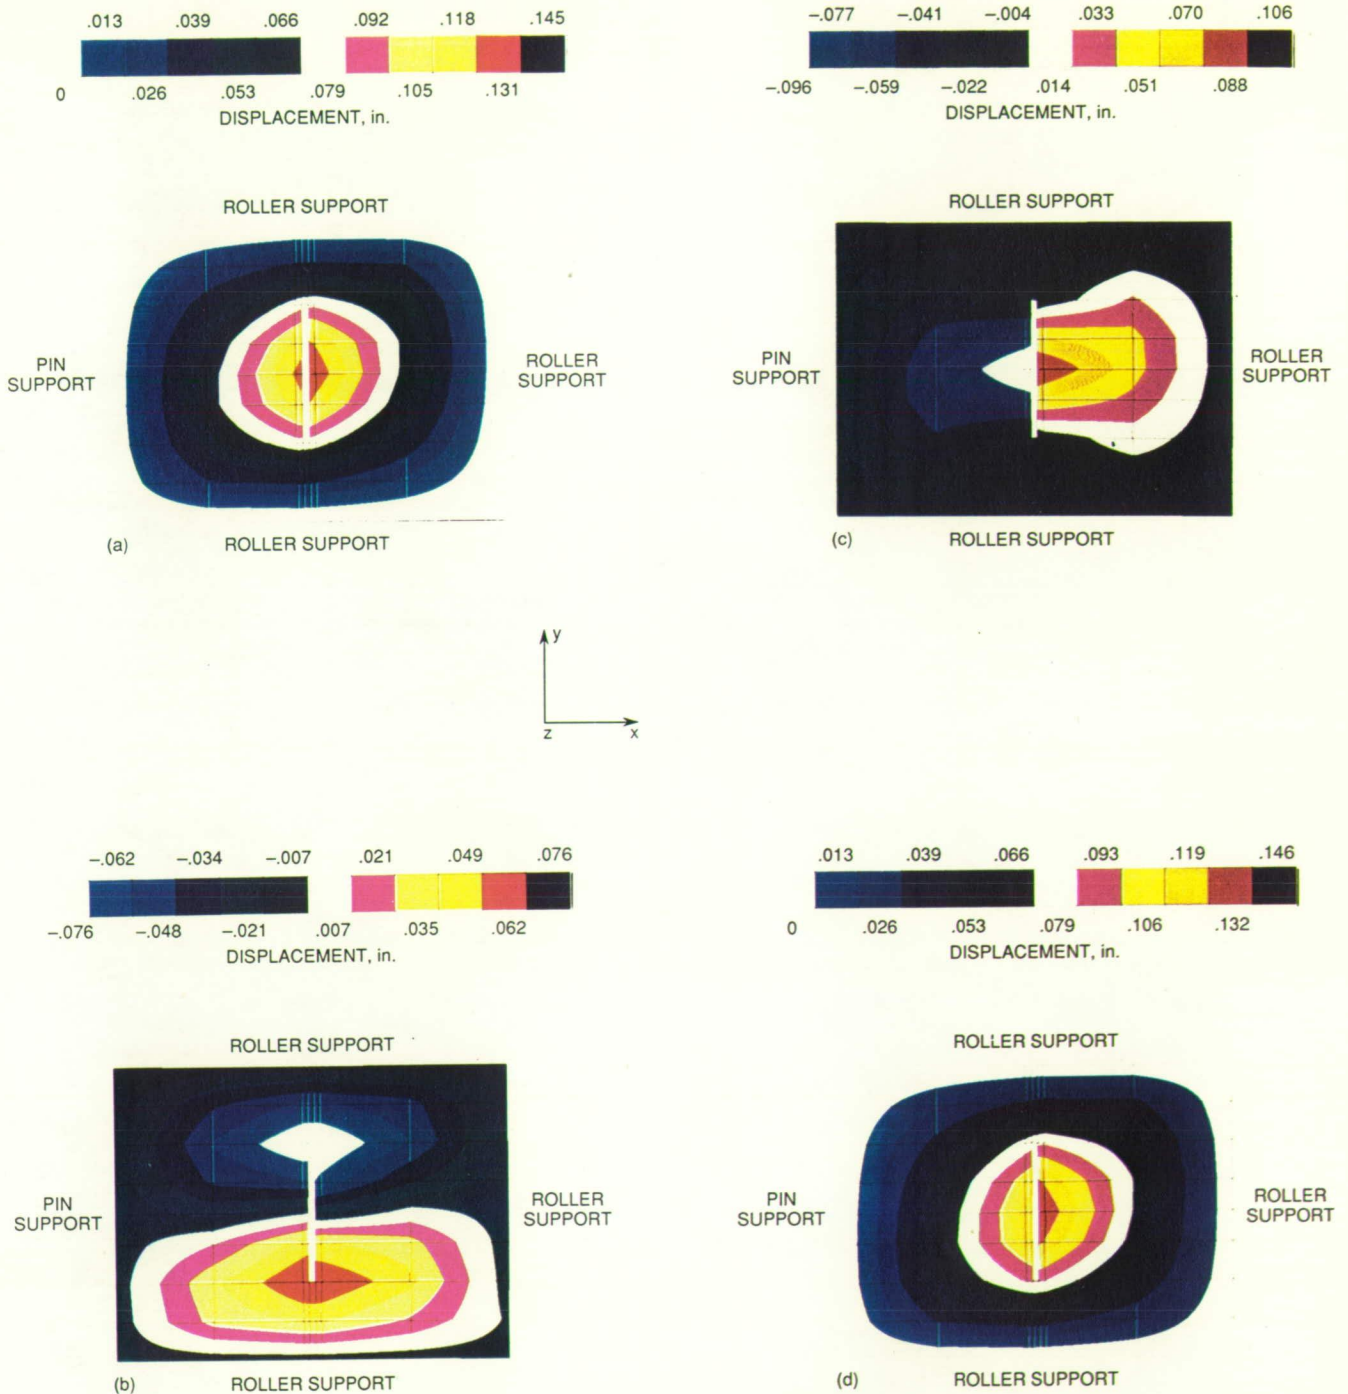 .013 .039 .066 .092 .118 .145
0 .026 .053 .079 .105 .131
DISPLACEMENT, in.
ROLLER SUPPORT
PIN
SUPPORT
ROLLER
SUPPORT
(a)
ROLLER SUPPORT
−.077 −.041 −.004 .033 .070 .106
−.096 −.059 −.022 .014 .051 .088
DISPLACEMENT, in.
ROLLER SUPPORT
PIN
SUPPORT
ROLLER
SUPPORT
(c)
ROLLER SUPPORT
y
z x
−.062 −.034 −.007 .021 .049 .076
−.076 −.048 −.021 .007 .035 .062
DISPLACEMENT, in.
ROLLER SUPPORT
PIN
SUPPORT
ROLLER
SUPPORT
(b)
ROLLER SUPPORT
.013 .039 .066 .093 .119 .146
0 .026 .053 .079 .106 .132
DISPLACEMENT, in.
ROLLER SUPPORT
PIN
SUPPORT
ROLLER
SUPPORT
(d)
ROLLER SUPPORT